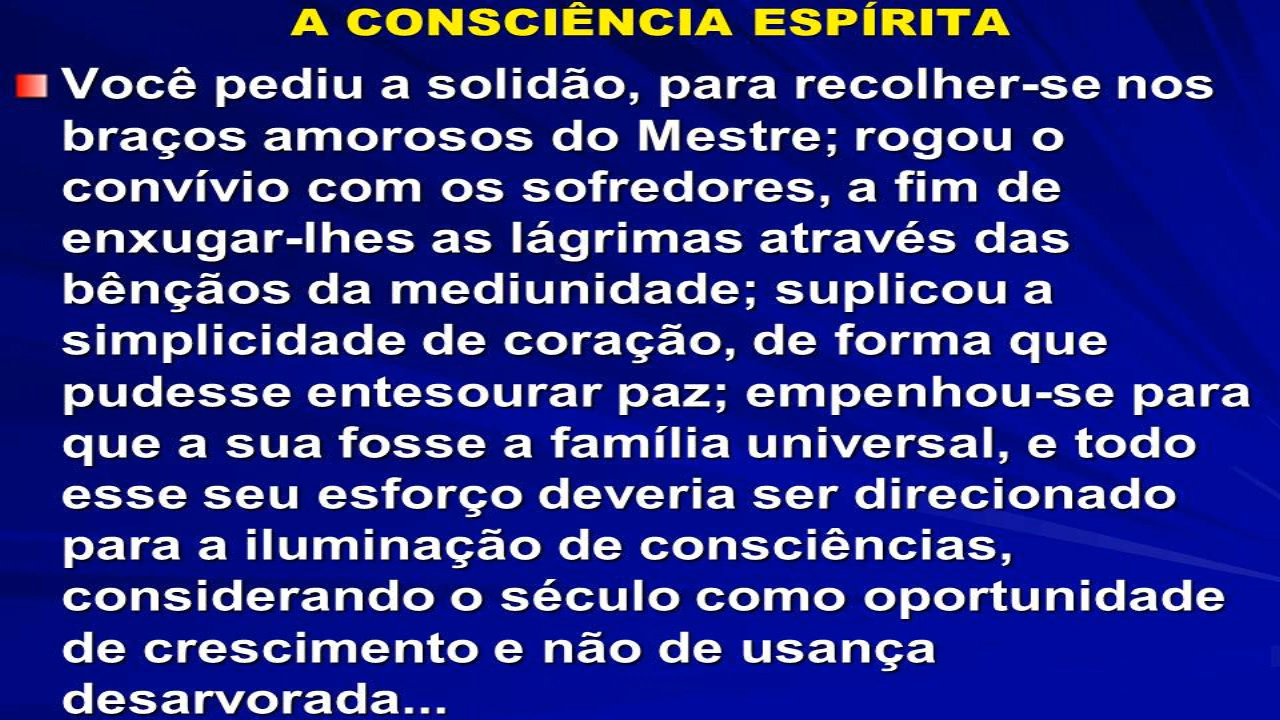 A CONSCIÊNCIA ESPÍRITA
Você pediu a solidão, para recolher-se nos
braços amorosos do Mestre; rogou o
convívio com os sofredores, a fim de
enxugar-lhes as lágrimas através das
bênçãos da mediunidade; suplicou a
simplicidade de coração, de forma que
pudesse entesourar paz; empenhou-se para
que a sua fosse a família universal, e todo
esse seu esforço deveria ser direcionado
para a iluminação de consciências,
considerando o século como oportunidade
de crescimento e não de usança
desarvorada...